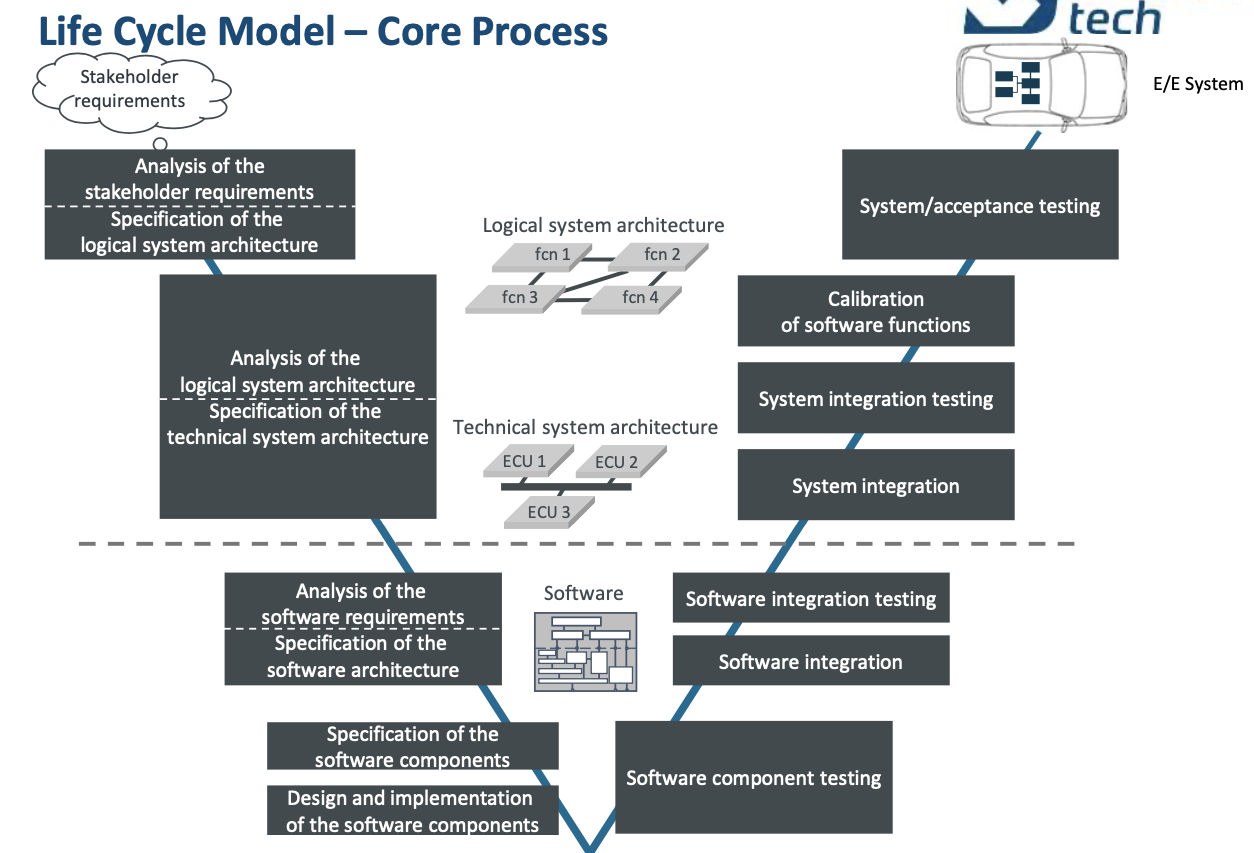 Life Cycle Model – Core Process
tech
Stakeholder
requirements
E/E System
Analysis of the
stakeholder requirements
Specification of the
logical system architecture
Logical system architecture
fcn 1
fcn 2
fcn 3
fcn 4
System/acceptance testing
Analysis of the
logical system architecture
Specification of the
technical system architecture
Technical system architecture
ECU 1
ECU 2
ECU 3
Calibration
of software functions
System integration testing
System integration
Analysis of the
software requirements
Specification of the
software architecture
Software
Software integration testing
Software integration
Specification of the
software components
Design and implementation
of the software components
Software component testing